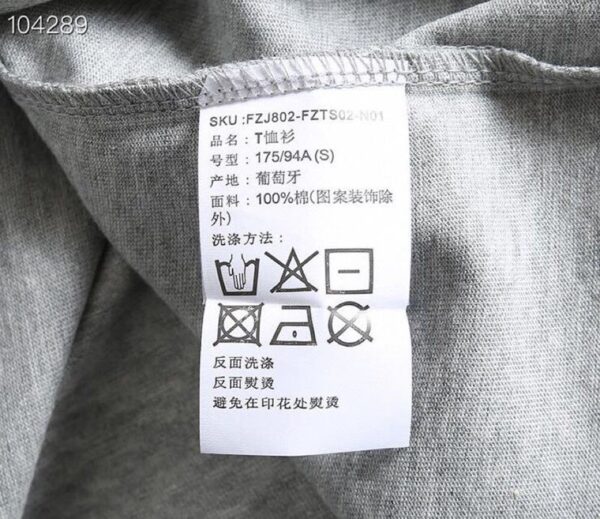 104289
SKU :FZJ802-FZTS02-N01
品名: T恤衫
号型: 175/94A (S)
产地: 葡萄牙
面料: 100%棉(图案装饰除
外)
洗涤方法:
反面洗涤
反面熨烫
避免在印花处熨烫